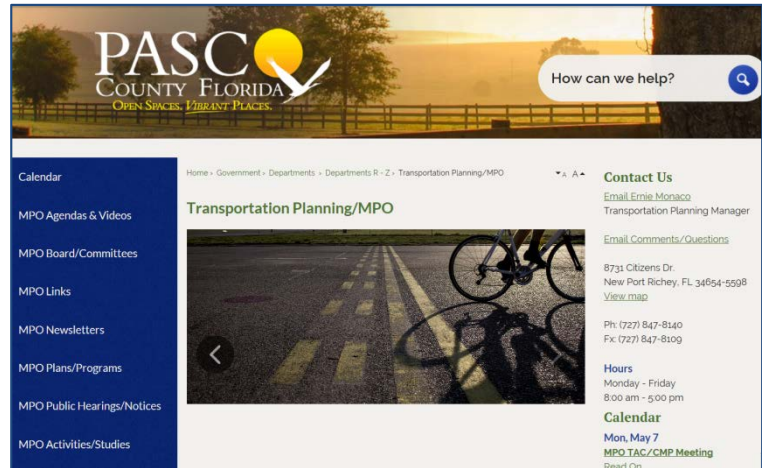 PASCO
COUNTY FLORIDA
OPEN SPACES. VIBRANT PLACES.
How can we help?
Calendar
MPO Agendas & Videos
MPO Board/Committees
MPO Links
MPO Newsletters
MPO Plans/Programs
MPO Public Hearings/Notices
MPO Activities/Studies
Home › Government › Departments › Departments R - Z › Transportation Planning/MPO
A A
Transportation Planning/MPO
Contact Us
Email Ernie Monaco
Transportation Planning Manager
Email Comments/Questions
8731 Citizens Dr.
New Port Richey, FL 34654-5598
View map
Ph: (727) 847-8140
Fx: (727) 847-8109
Hours
Monday - Friday
8:00 am - 5:00 pm
Calendar
Mon, May 7
MPO TAC/CMP Meeting
Read On